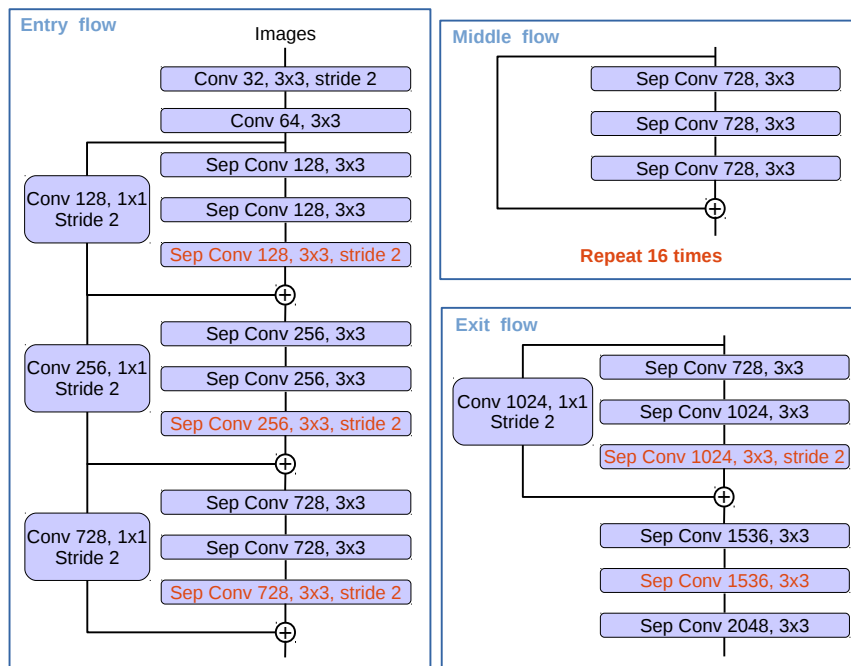 Entry flow
Images
Conv 32, 3x3, stride 2
Conv 64, 3x3
Sep Conv 128, 3x3
Conv 128, 1x1
Stride 2
Sep Conv 128, 3x3
Sep Conv 128, 3x3, stride 2
+
Sep Conv 256, 3x3
Conv 256, 1x1
Stride 2
Sep Conv 256, 3x3
Sep Conv 256, 3x3, stride 2
+
Sep Conv 728, 3x3
Conv 728, 1x1
Stride 2
Sep Conv 728, 3x3
Sep Conv 728, 3x3, stride 2
+
Middle flow
Sep Conv 728, 3x3
Sep Conv 728, 3x3
Sep Conv 728, 3x3
+
Repeat 16 times
Exit flow
Sep Conv 728, 3x3
Conv 1024, 1x1
Stride 2
Sep Conv 1024, 3x3
Sep Conv 1024, 3x3, stride 2
+
Sep Conv 1536, 3x3
Sep Conv 1536, 3x3
Sep Conv 2048, 3x3